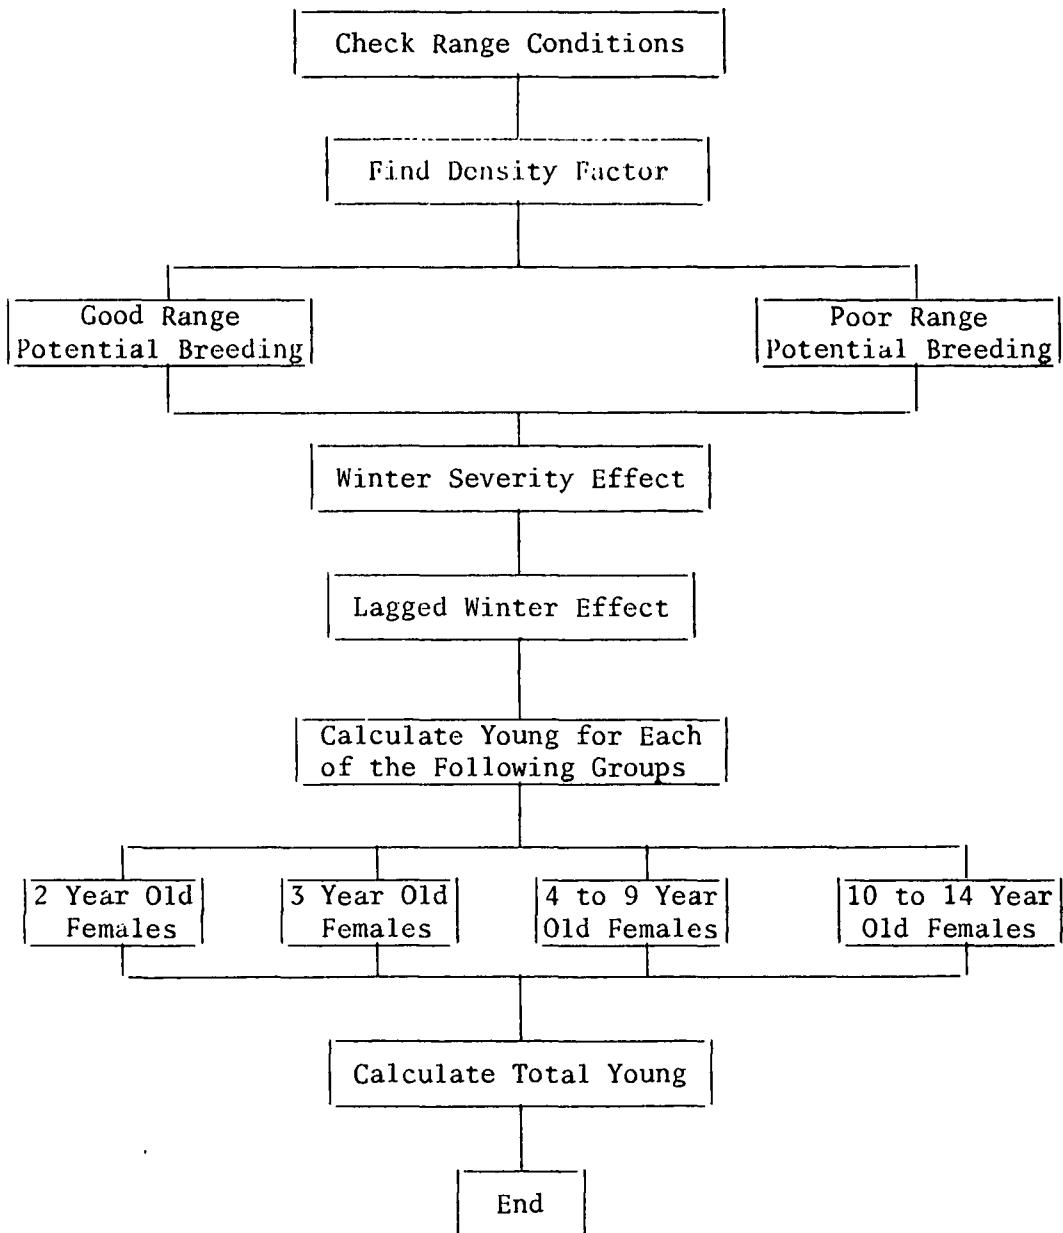 Check Range Conditions
Find Density Factor
Good Range
Potential Breeding
Poor Range
Potential Breeding
Winter Severity Effect
Lagged Winter Effect
Calculate Young for Each
of the Following Groups
2 Year Old
Females
3 Year Old
Females
4 to 9 Year
Old Females
10 to 14 Year
Old Females
Calculate Total Young
End